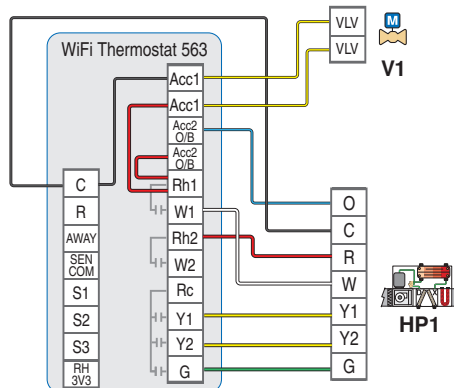 WiFi Thermostat 563
Acc1
Acc1
Acc2
O/B
Acc2
O/B
Rh1
W1
Rh2
W2
Rc
Y1
Y2
G
C
R
AWAY
SEN
COM
S1
S2
S3
RH
3V3
VLV
VLV
M
V1
O
C
R
W
Y1
Y2
G
HP1